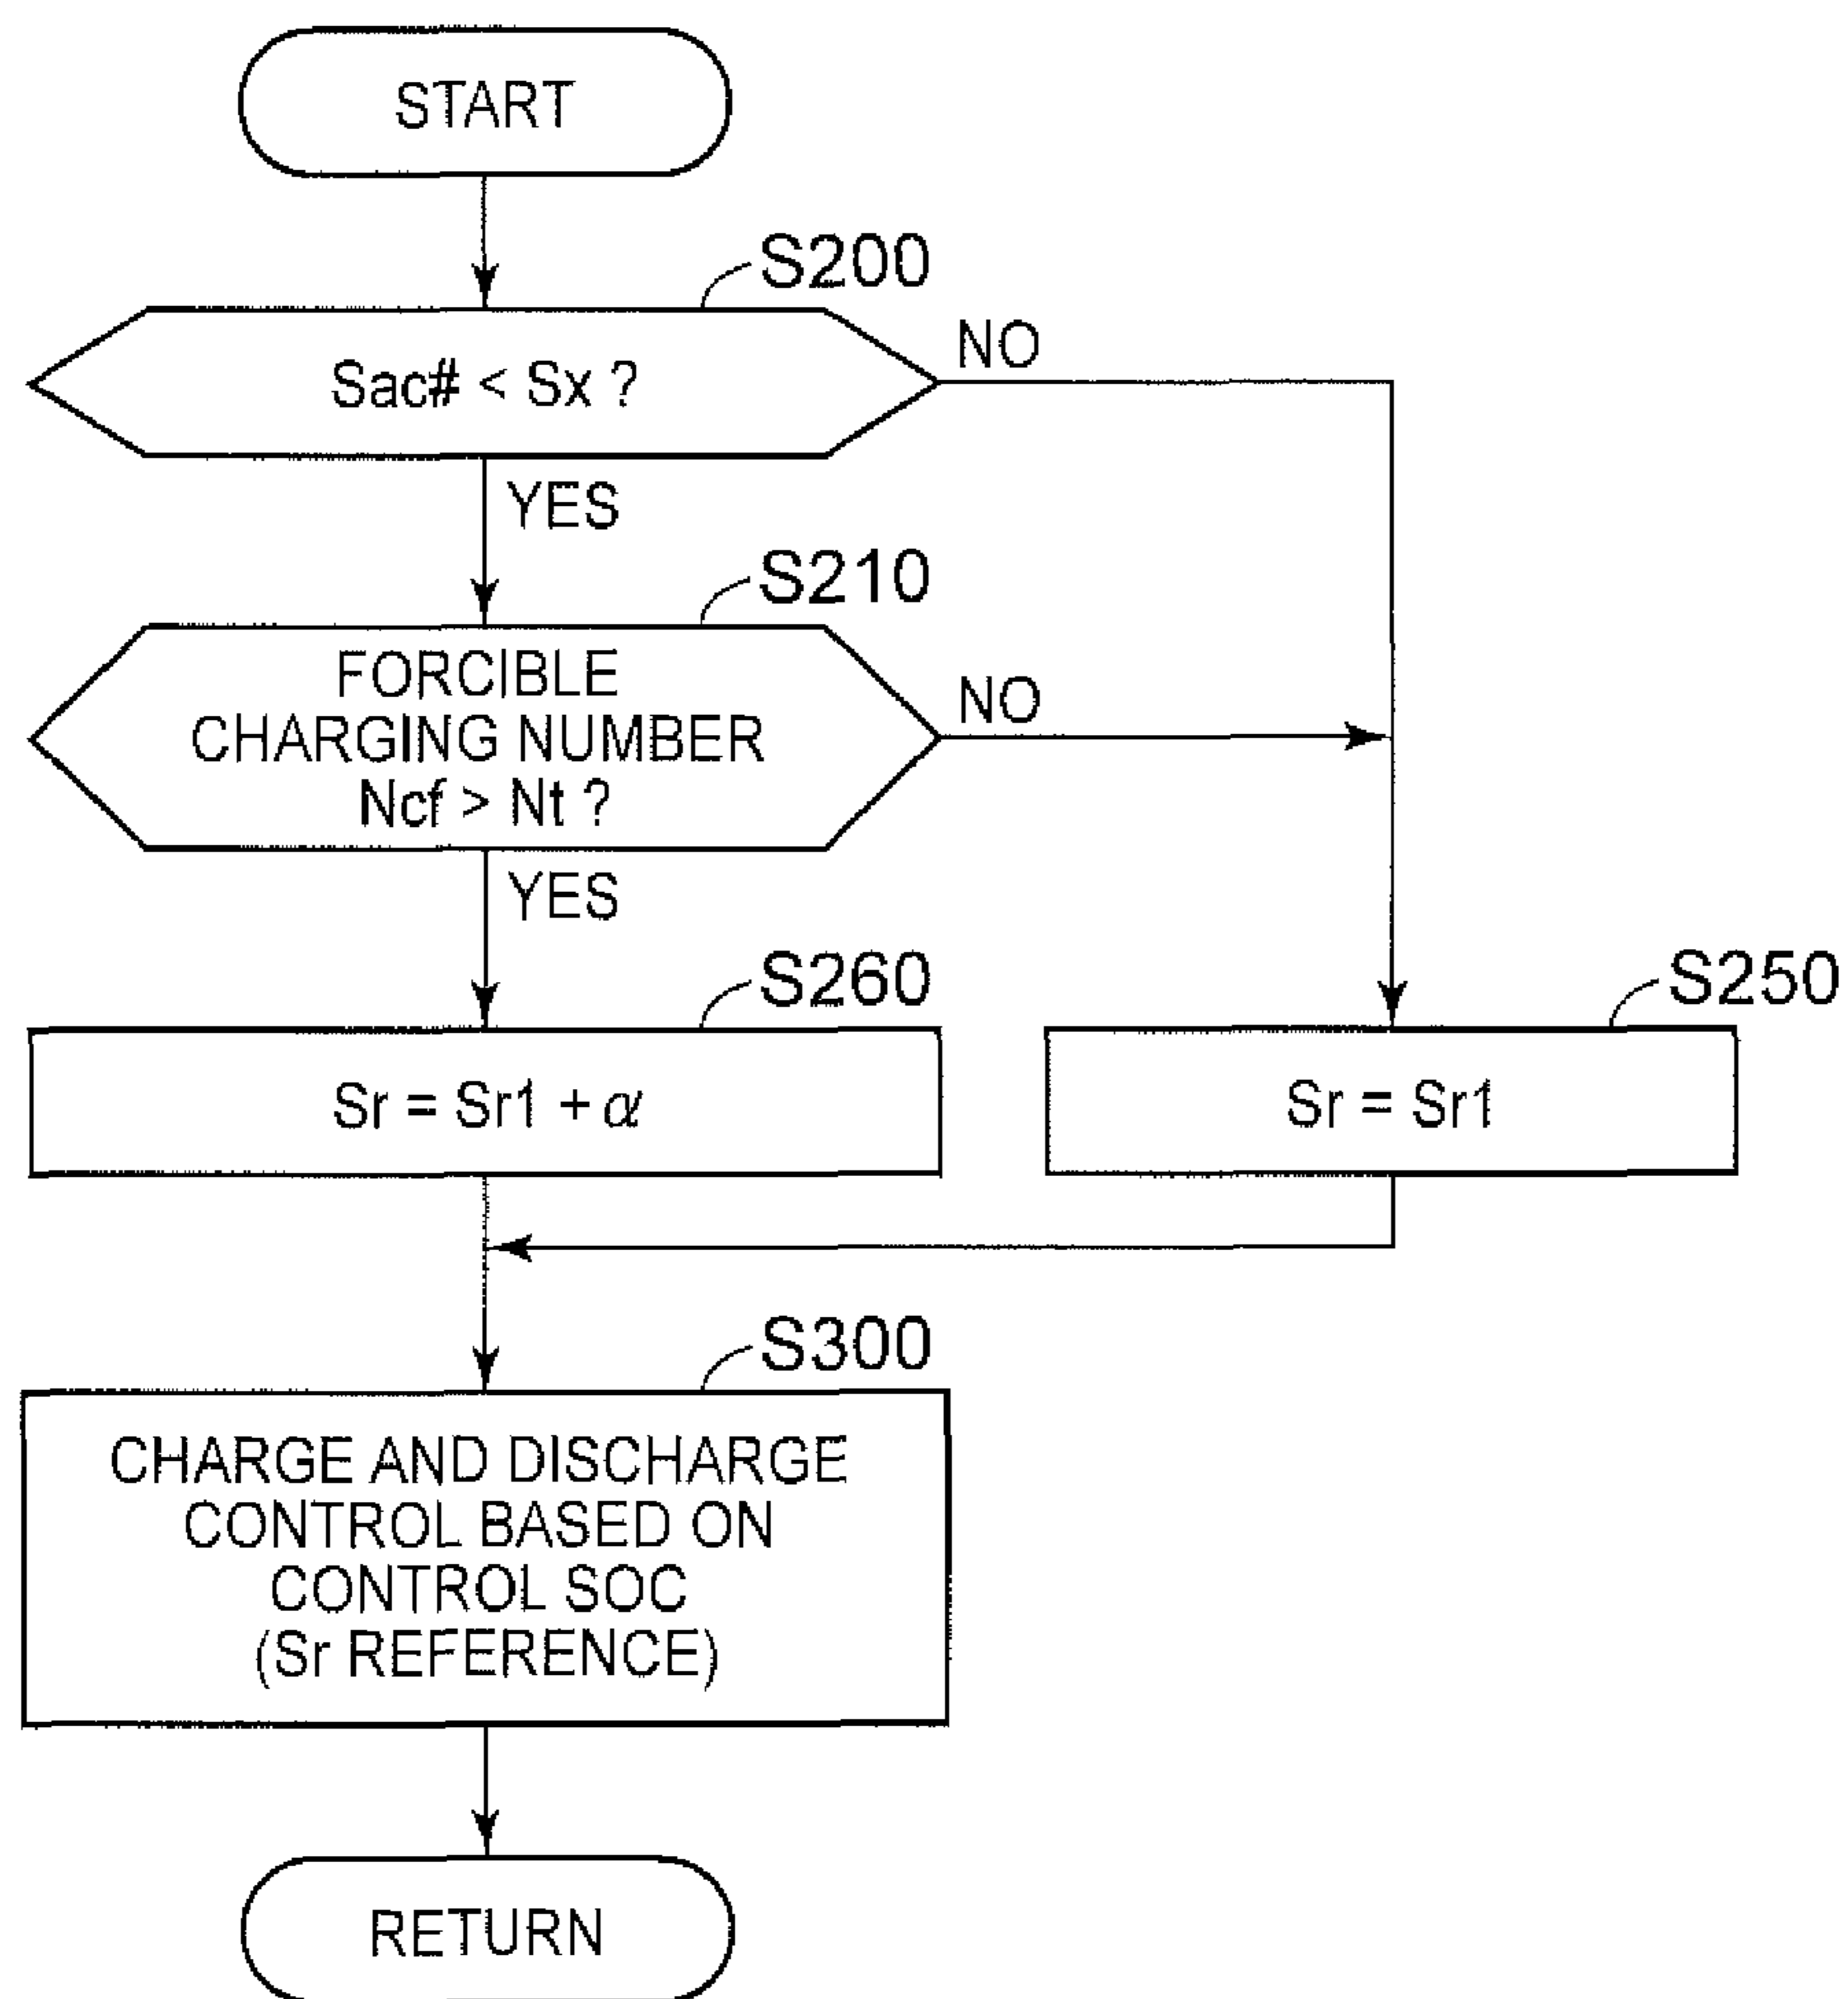 START
S200
Sac# < Sx ?
NO
YES
S210
FORCIBLE
CHARGING NUMBER
Ncf > Nt ?
NO
YES
S260
S250
Sr = Sr1 + α
Sr = Sr1
S300
CHARGE AND DISCHARGE
CONTROL BASED ON
CONTROL SOC
(Sr REFERENCE)
RETURN